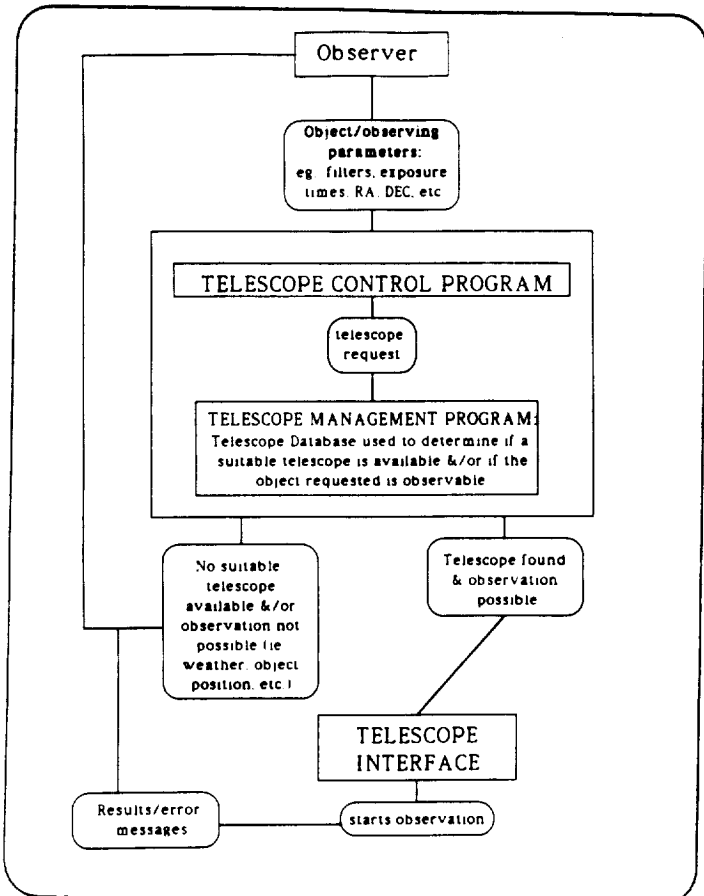 Observer
Object/observing
parameters:
eg. filters, exposure
times. RA. DEC, etc
TELESCOPE CONTROL PROGRAM
telescope
request
TELESCOPE MANAGEMENT PROGRAM:
Telescope Database used to determine if a
suitable telescope is available &/or if the
object requested is observable
No suitable
telescope
available &/or
observation not
possible (ie
weather, object
position, etc.)
Telescope found
& observation
possible
TELESCOPE
INTERFACE
Results/error
messages
starts observation